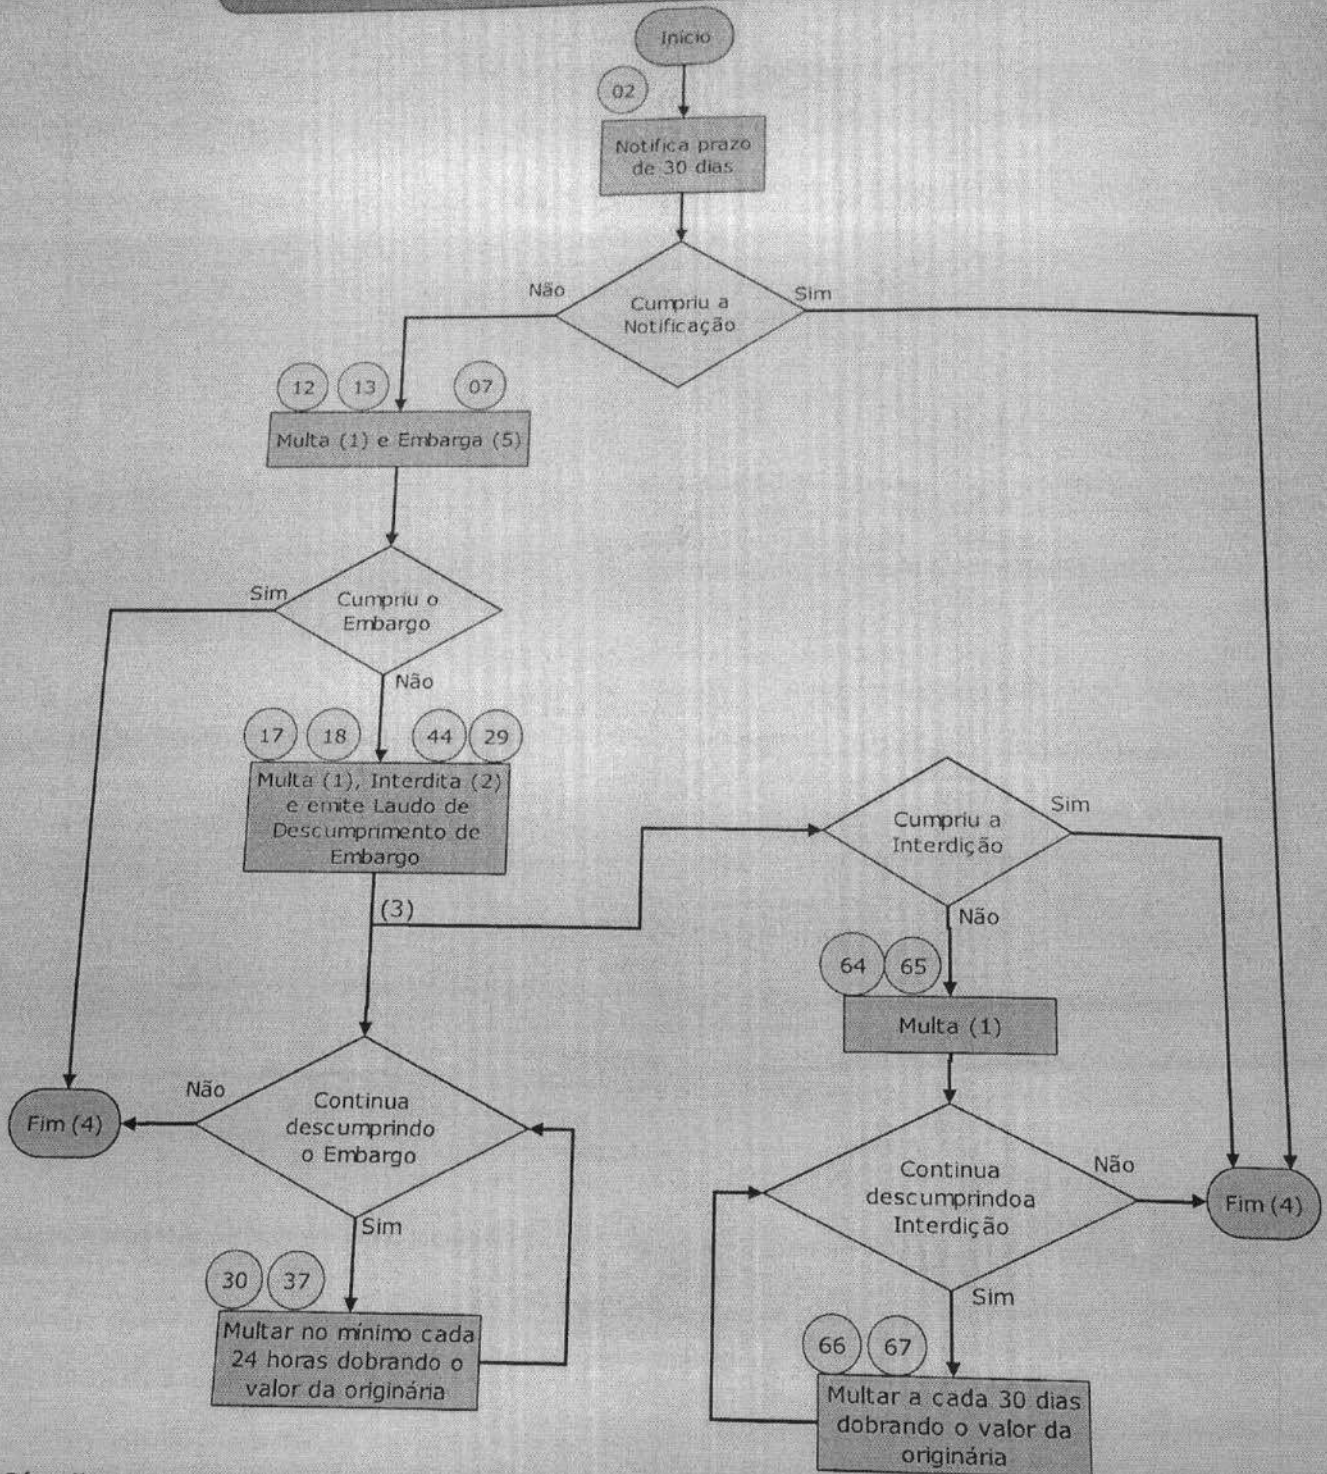 Início
02
Notifica prazo
de 30 dias
Não
Sim
Cumpriu a
Notificação
12
13
07
Multa (1) e Embarga (5)
Sim
Cumpriu o
Embargo
Não
17
18
44
29
Multa (1), Interdita (2)
e emite Laudo de
Descumprimento de
Embargo
(3)
Cumpriu a
Interdição
Sim
Não
64
65
Multa (1)
Não
Continua
descumprindo
o Embargo
Fim (4)
Sim
30
37
Multar no mínimo cada
24 horas dobrando o
valor da originária
Continua
descumprindoa
Interdição
Não
Fim (4)
Sim
66
67
Multar a cada 30 dias
dobrando o valor da
originária